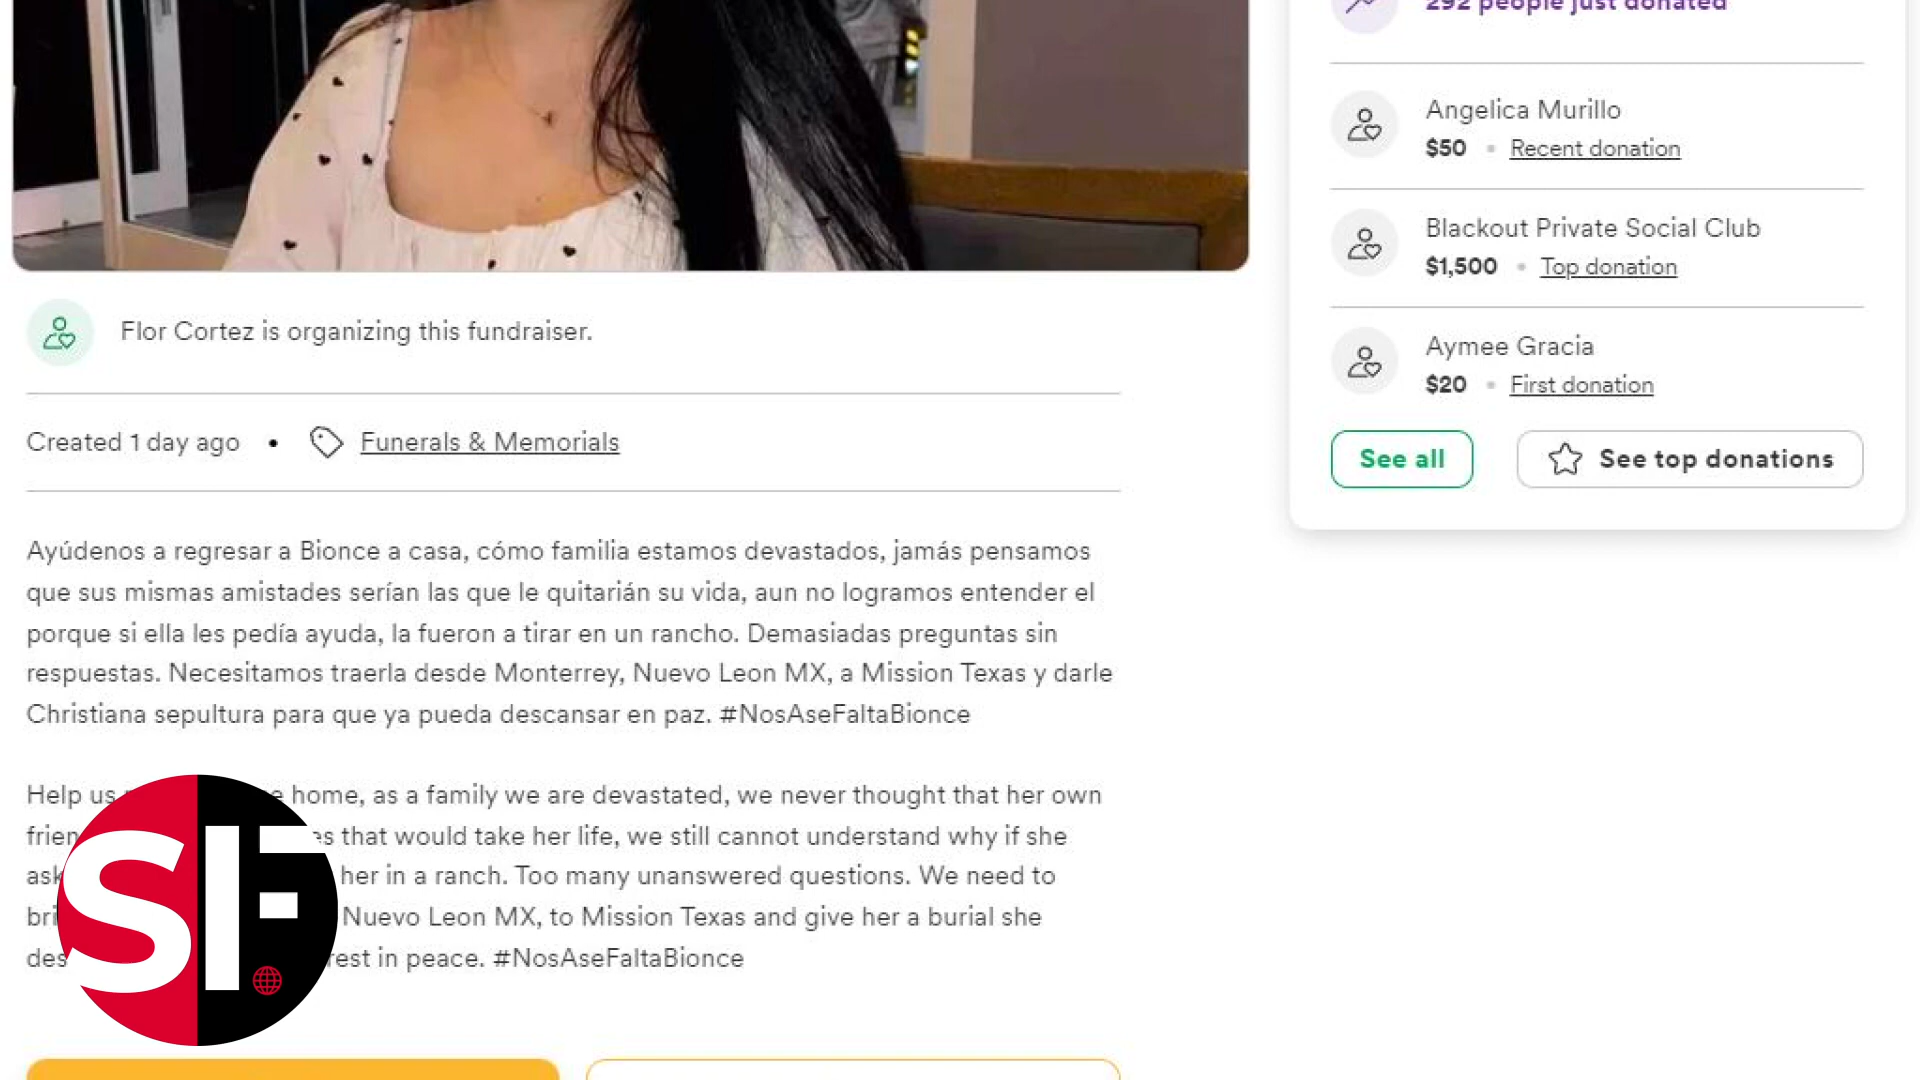 292 people just donated
Angelica Murillo
$50 • Recent donation
Blackout Private Social Club
$1,500 • Top donation
Aymee Gracia
$20 • First donation
See all
See top donations
Flor Cortez is organizing this fundraiser.
Created 1 day ago • Funerals & Memorials
Ayúdenos a regresar a Bionce a casa, cómo familia estamos devastados, jamás pensamos
que sus mismas amistades serían las que le quitarián su vida, aun no logramos entender el
porque si ella les pedía ayuda, la fueron a tirar en un rancho. Demasiadas preguntas sin
respuestas. Necesitamos traerla desde Monterrey, Nuevo Leon MX, a Mission Texas y darle
Christiana sepultura para que ya pueda descansar en paz. #NosAseFaltaBionce
Help us home, as a family we are devastated, we never thought that her own
that would take her life, we still cannot understand why if she
her in a ranch. Too many unanswered questions. We need to
Nuevo Leon MX, to Mission Texas and give her a burial she
rest in peace. #NosAseFaltaBionce
SF